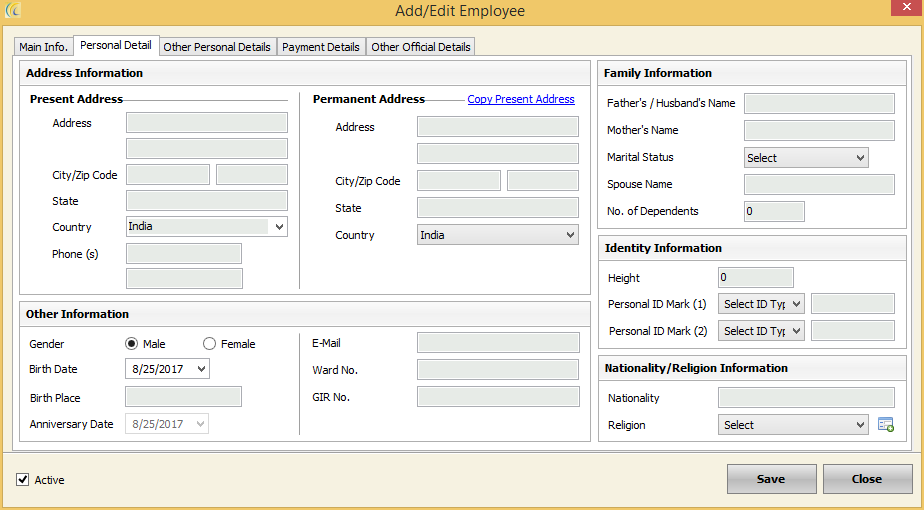 Add/Edit Employee
Main Info. Personal Detail Other Personal Details Payment Details Other Official Details
Address Information
Present Address
Address
City/Zip Code
State
Country India
Phone (s)
Permanent Address Copy Present Address
Address
City/Zip Code
State
Country India
Other Information
Gender Male Female
Birth Date 8/25/2017
Birth Place
Anniversary Date 8/25/2017
E-Mail
Ward No.
GIR No.
Family Information
Father's / Husband's Name
Mother's Name
Marital Status Select
Spouse Name
No. of Dependents 0
Identity Information
Height 0
Personal ID Mark (1) Select ID Typ
Personal ID Mark (2) Select ID Typ
Nationality/Religion Information
Nationality
Religion Select
Active
Save Close